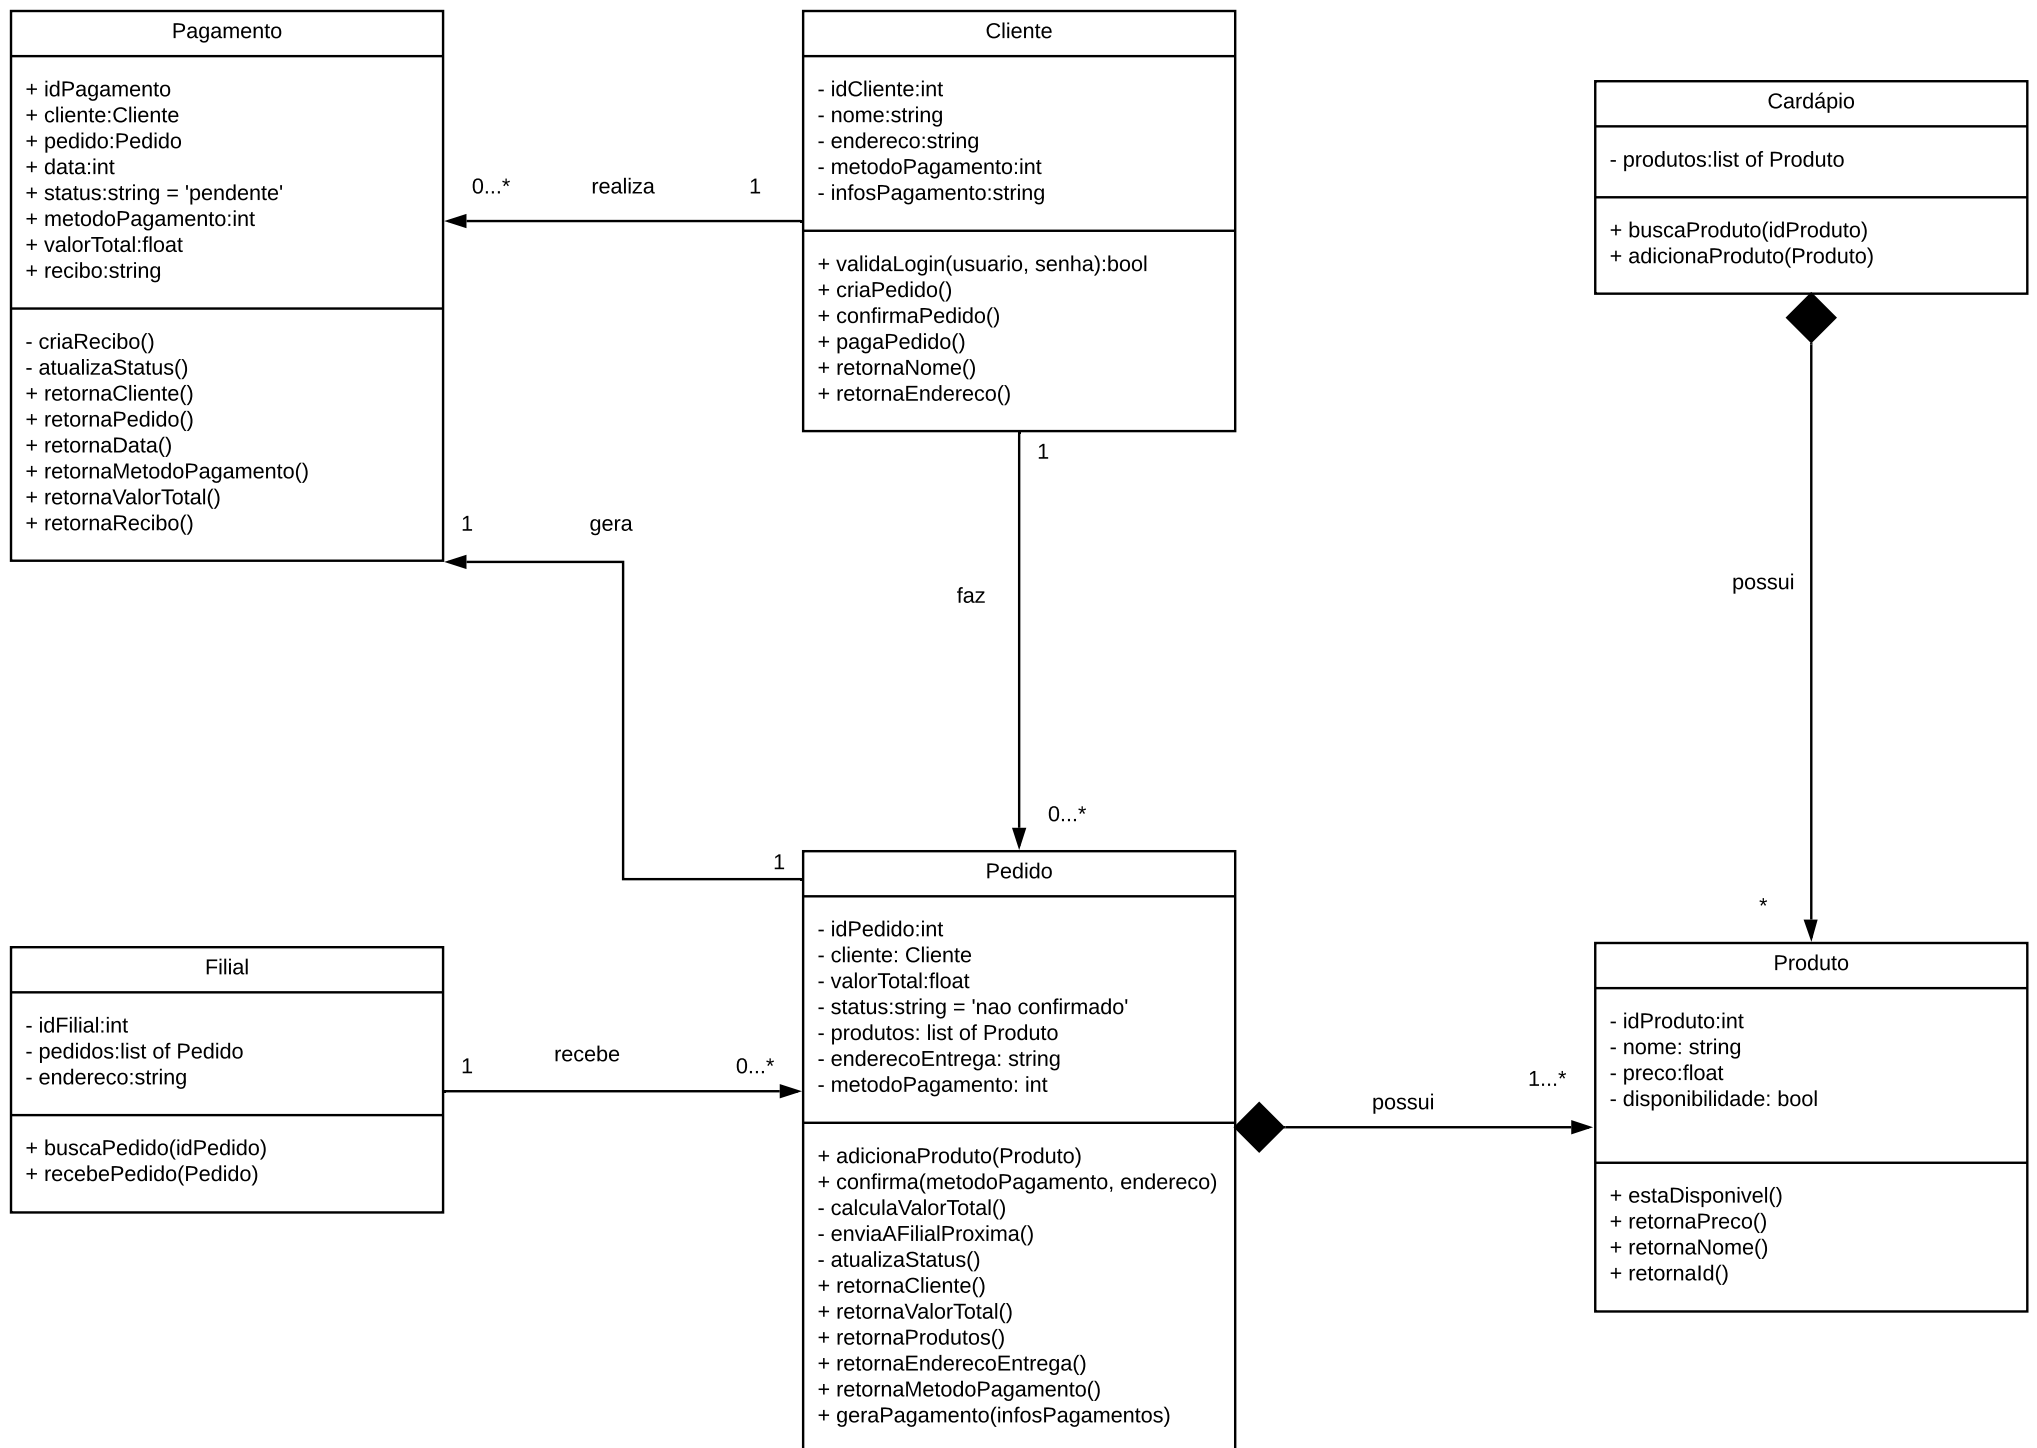 Pagamento
+ idPagamento
+ cliente:Cliente
+ pedido:Pedido
+ data:int
+ status:string = 'pendente'
+ metodoPagamento:int
+ valorTotal:float
+ recibo:string
- criaRecibo()
- atualizaStatus()
+ retornaCliente()
+ retornaPedido()
+ retornaData()
+ retornaMetodoPagamento()
+ retornaValorTotal()
+ retornaRecibo()
0...*
realiza
1
Cliente
- idCliente:int
- nome:string
- endereco:string
- metodoPagamento:int
- infosPagamento:string
+ validaLogin(usuario, senha):bool
+ criaPedido()
+ confirmaPedido()
+ pagaPedido()
+ retornaNome()
+ retornaEndereco()
Cardápio
- produtos:list of Produto
+ buscaProduto(idProduto)
+ adicionaProduto(Produto)
1
gera
1
1
faz
0...*
possui
*
Filial
- idFilial:int
- pedidos:list of Pedido
- endereco:string
+ buscaPedido(idPedido)
+ recebePedido(Pedido)
1
recebe
0...*
Pedido
- idPedido:int
- cliente: Cliente
- valorTotal:float
- status:string = 'nao confirmado'
- produtos: list of Produto
- enderecoEntrega: string
- metodoPagamento: int
+ adicionaProduto(Produto)
+ confirma(metodoPagamento, endereco)
- calculaValorTotal()
- enviaAFilialProxima()
- atualizaStatus()
+ retornaCliente()
+ retornaValorTotal()
+ retornaProdutos()
+ retornaEnderecoEntrega()
+ retornaMetodoPagamento()
+ geraPagamento(infosPagamentos)
possui
1...*
Produto
- idProduto:int
- nome: string
- preco:float
- disponibilidade: bool
+ estaDisponivel()
+ retornaPreco()
+ retornaNome()
+ retornaId()